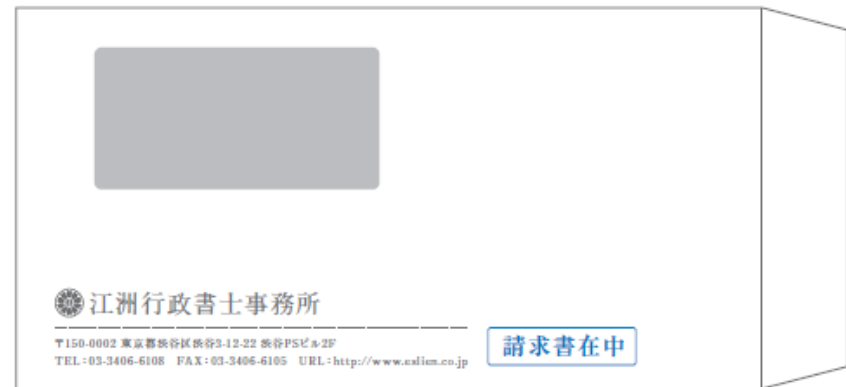 江洲行政書士事務所
〒150-0002 東京都渋谷区渋谷3-12-22 渋谷PSビル2F
TEL:03-3406-6108 FAX:03-3406-6105 URL:http://www.eslien.co.jp
請求書在中